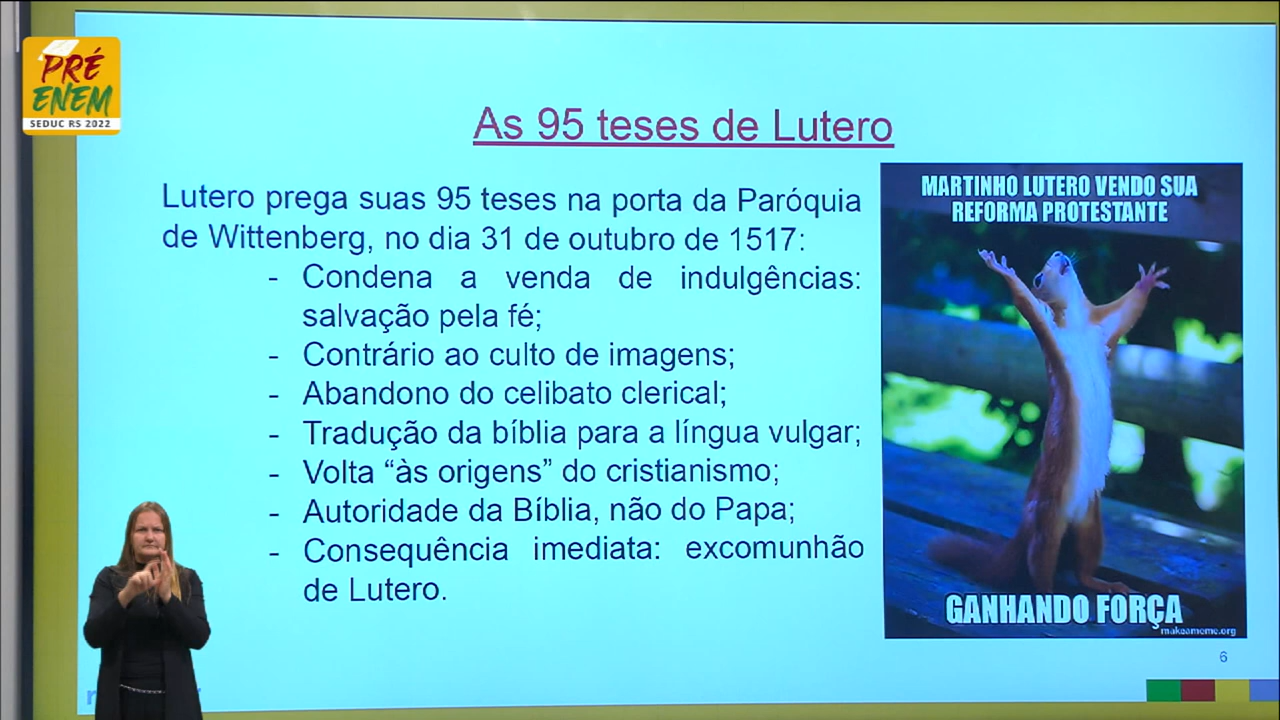 PRÉ
ENEM
SEDUC RS 2022
As 95 teses de Lutero
Lutero prega suas 95 teses na porta da Paróquia
de Wittenberg, no dia 31 de outubro de 1517:
- Condena a venda de indulgências:
salvação pela fé;
- Contrário ao culto de imagens;
- Abandono do celibato clerical;
- Tradução da bíblia para a língua vulgar;
- Volta “às origens” do cristianismo;
- Autoridade da Bíblia, não do Papa;
- Consequência imediata: excomunhão
de Lutero.
MARTINHO LUTERO VENDO SUA
REFORMA PROTESTANTE
GANHANDO FORÇA
makeameme.org
6